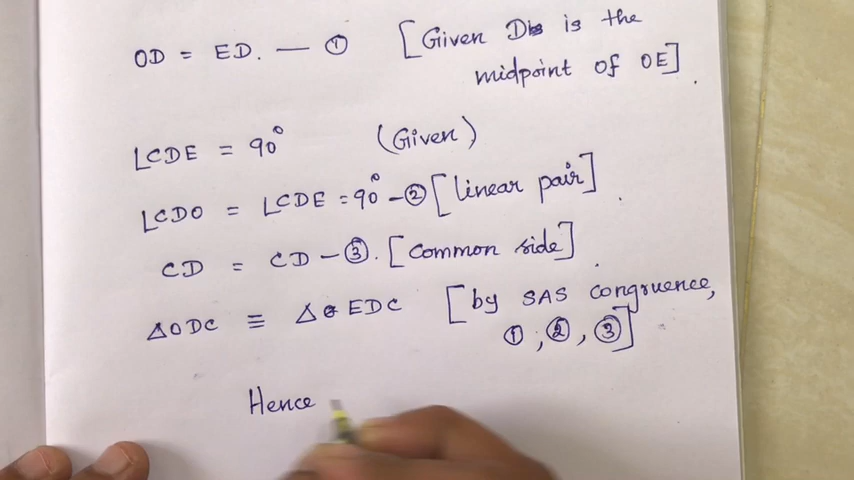 OD = ED. — ① [Given D is the
midpoint of OE]
∟CDE = 90° (Given)
∟CDO = ∟CDE = 90° – ② [linear pair]
CD = CD – ③. [Common side]
△ODC ≡ △EDC [by SAS congruence,
①, ②, ③]
Hence